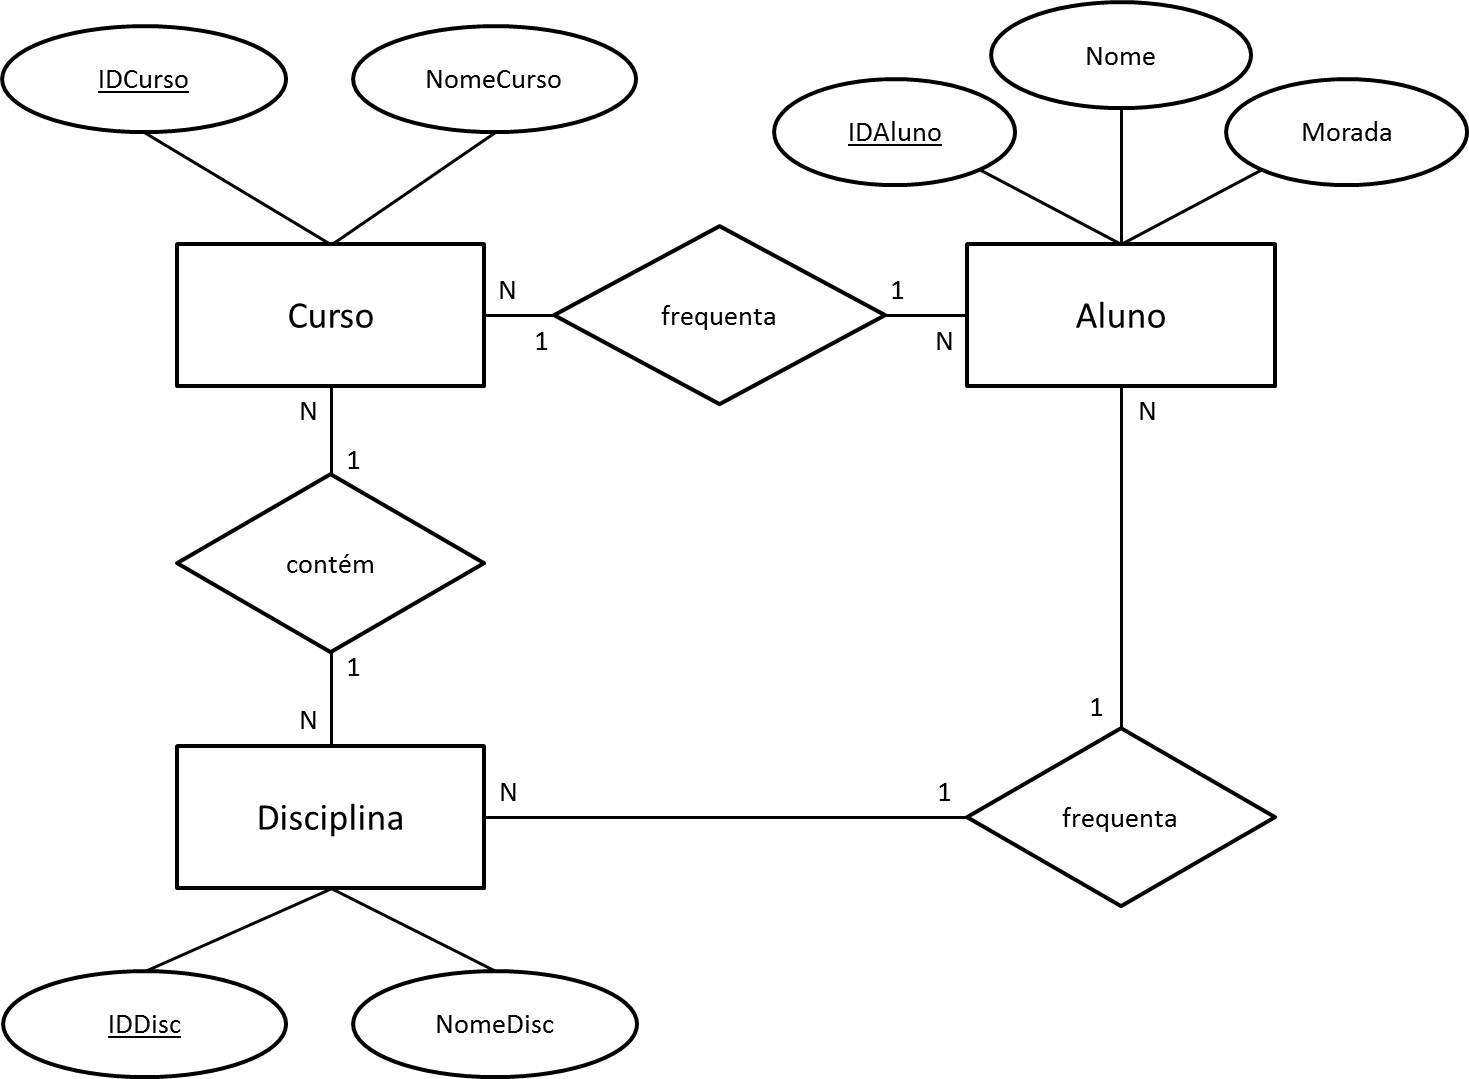 Nome
IDCurso
NomeCurso
IDAluno
Morada
N
1
Curso
frequenta
Aluno
1
N
N
N
1
contém
1
N
1
N
1
Disciplina
frequenta
IDDisc
NomeDisc